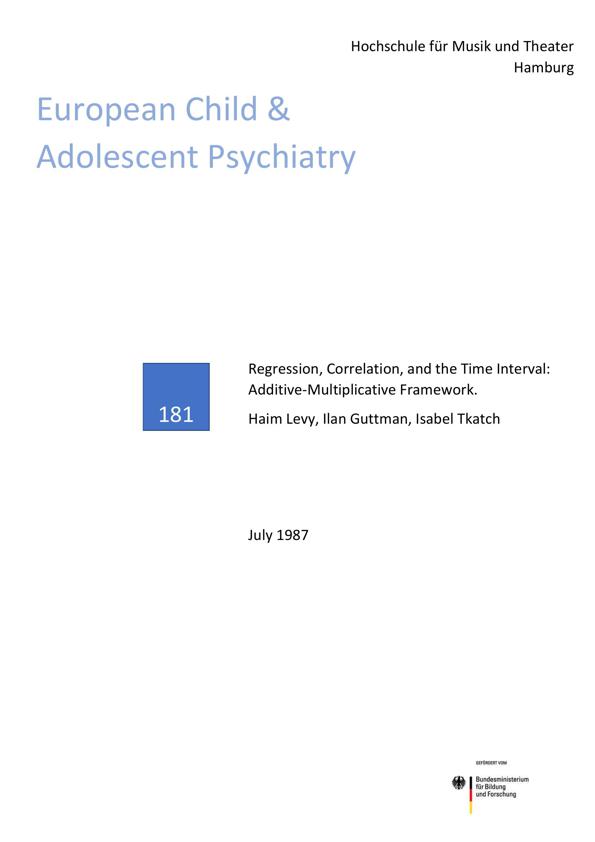 Hochschule für Musik und Theater
Hamburg
European Child &
Adolescent Psychiatry
Regression, Correlation, and the Time Interval:
Additive-Multiplicative Framework.
181
Haim Levy, Ilan Guttman, Isabel Tkatch
July 1987
GEFÖRDERT VOM
Bundesministerium
für Bildung
und Forschung